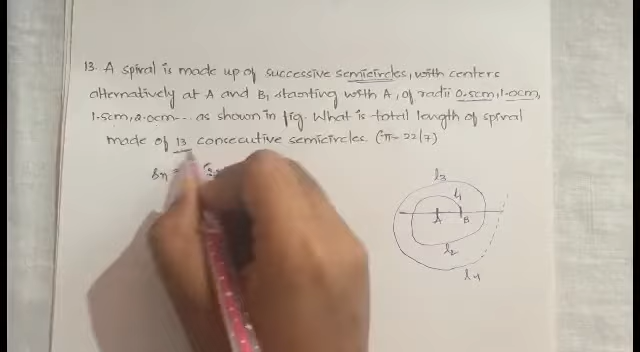 13. A spiral is made up of successive semicircles, with centers
alternatively at A and B, starting with A, of radii 0.5cm, 1.0cm,
1.5cm, 2.0cm... as shown in fig. What is total length of spiral
made of 13 consecutive semicircles. (π = 22/7)
Sn =
l3
l1
A B
l2
l4